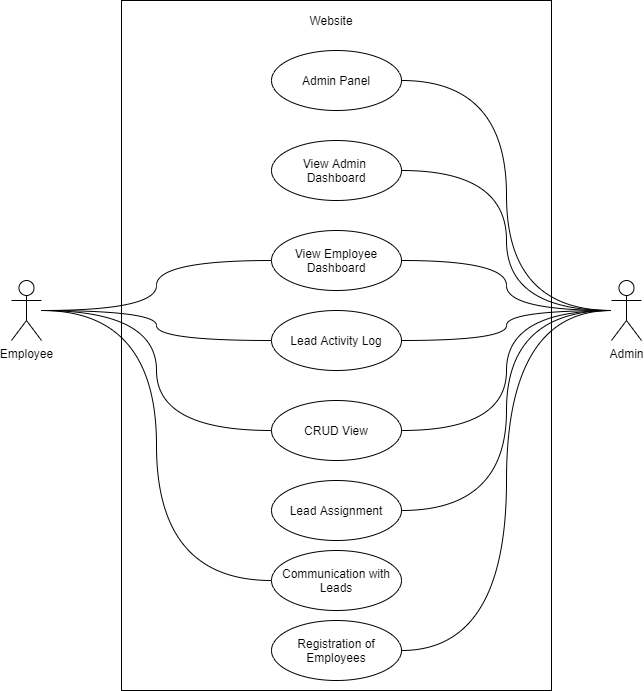 Website
Admin Panel
View Admin
Dashboard
View Employee
Dashboard
Lead Activity Log
Employee
Admin
CRUD View
Lead Assignment
Communication with
Leads
Registration of
Employees